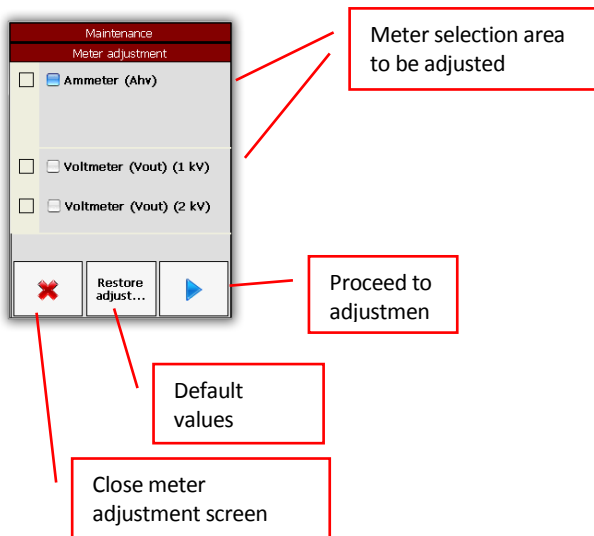 Maintenance
Meter adjustment
Ammeter (Ahv)
Voltmeter (Vout) (1 kV)
Voltmeter (Vout) (2 kV)
Restore
adjust...
Meter selection area
to be adjusted
Proceed to
adjustmen
Default
values
Close meter
adjustment screen